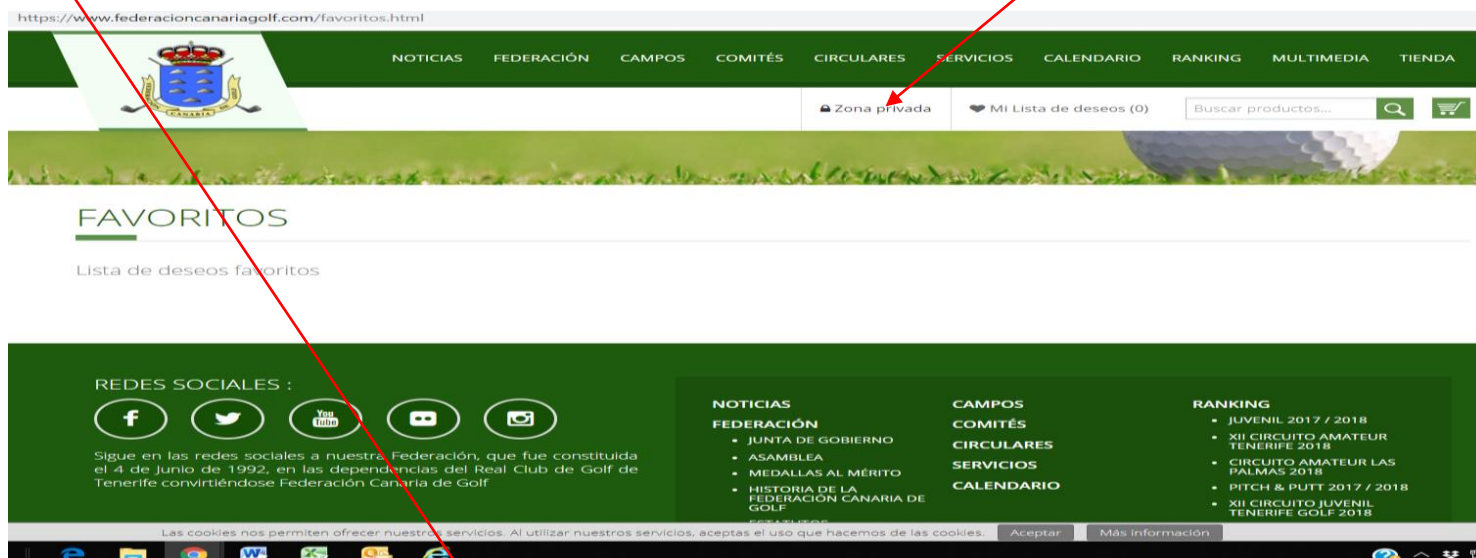 https://www.federacioncanariagolf.com/favoritos.html
NOTICIAS FEDERACIÓN CAMPOS COMITÉS CIRCULARES SERVICIOS CALENDARIO RANKING MULTIMEDIA TIENDA
Zona privada Mi Lista de deseos (0) Buscar productos...
CANARIA
FAVORITOS
Lista de deseos favoritos
REDES SOCIALES :
You
Tube
Sigue en las redes sociales a nuestra Federación, que fue constituida
el 4 de Junio de 1992, en las dependencias del Real Club de Golf de
Tenerife convirtiéndose Federación Canaria de Golf
NOTICIAS
FEDERACIÓN
• JUNTA DE GOBIERNO
• ASAMBLEA
• MEDALLAS AL MÉRITO
• HISTORIA DE LA
FEDERACIÓN CANARIA DE
GOLF
ESTATUTOS
CAMPOS
COMITÉS
CIRCULARES
SERVICIOS
CALENDARIO
RANKING
• JUVENIL 2017 / 2018
• XII CIRCUITO AMATEUR
TENERIFE 2018
• CIRCUITO AMATEUR LAS
PALMAS 2018
• PITCH & PUTT 2017 / 2018
• XII CIRCUITO JUVENIL
TENERIFE GOLF 2018
Las cookies nos permiten ofrecer nuestros servicios. Al utilizar nuestros servicios, aceptas el uso que hacemos de las cookies. Aceptar Más información